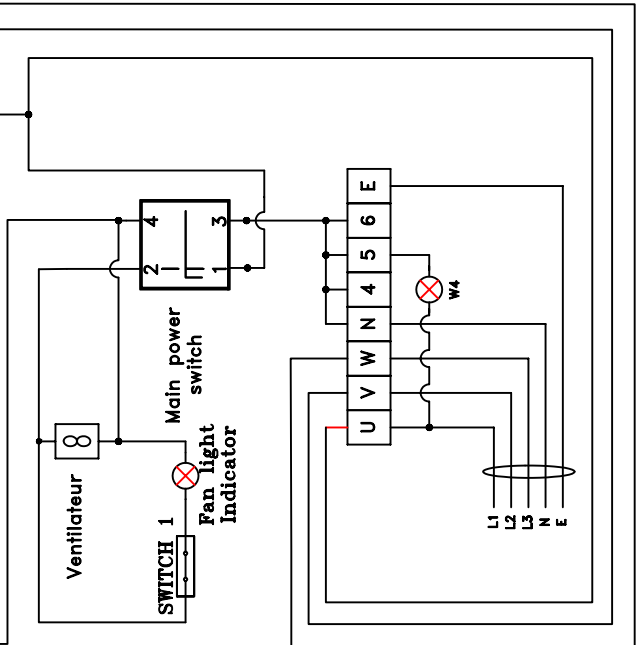 E
6
5
4
N
W
V
U
W4
4
3
2
1
Main power
switch
Fan light
Indicator
Ventilateur
SWITCH 1
L1
L2
L3
N
E